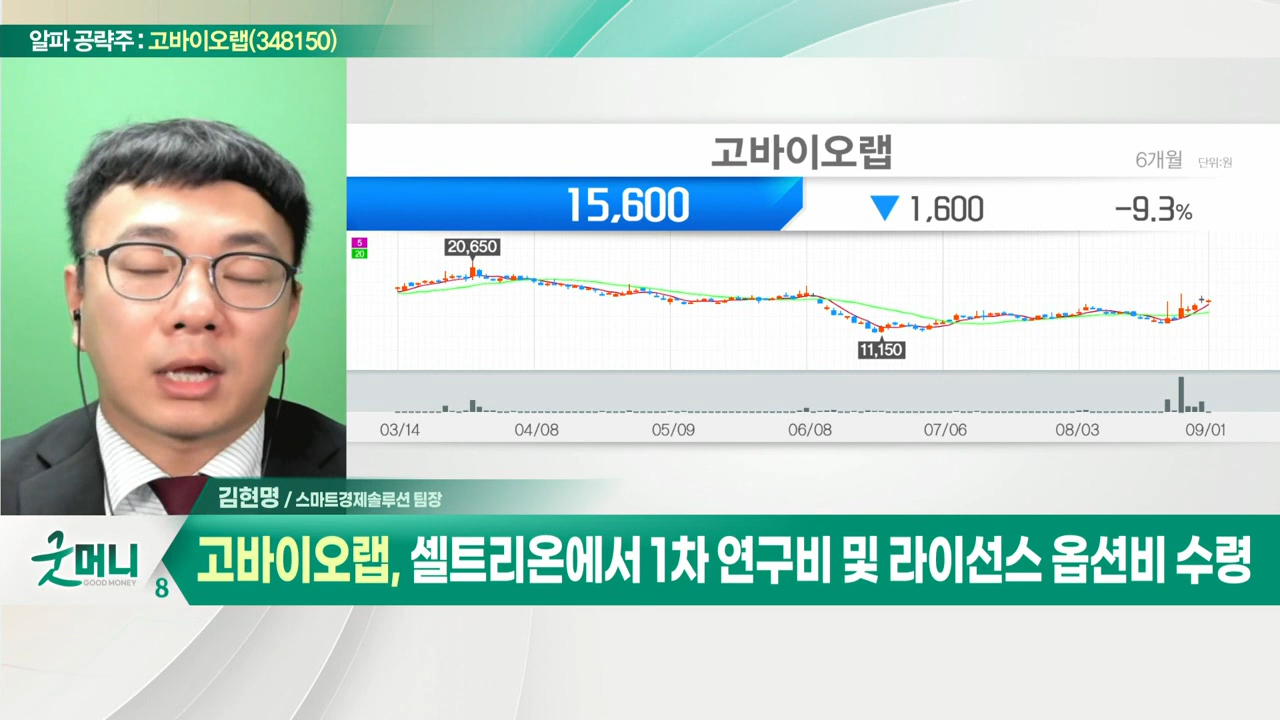 알파 공략주 : 고바이오랩(348150)
고바이오랩
6개월 단위:원
15,600 ▼ 1,600 -9.3%
5
20
20,650
11,150
03/14 04/08 05/09 06/08 07/06 08/03 09/01
김현명 / 스마트경제솔루션 팀장
굿머니
GOOD MONEY
8
고바이오랩, 셀트리온에서 1차 연구비 및 라이선스 옵션비 수령